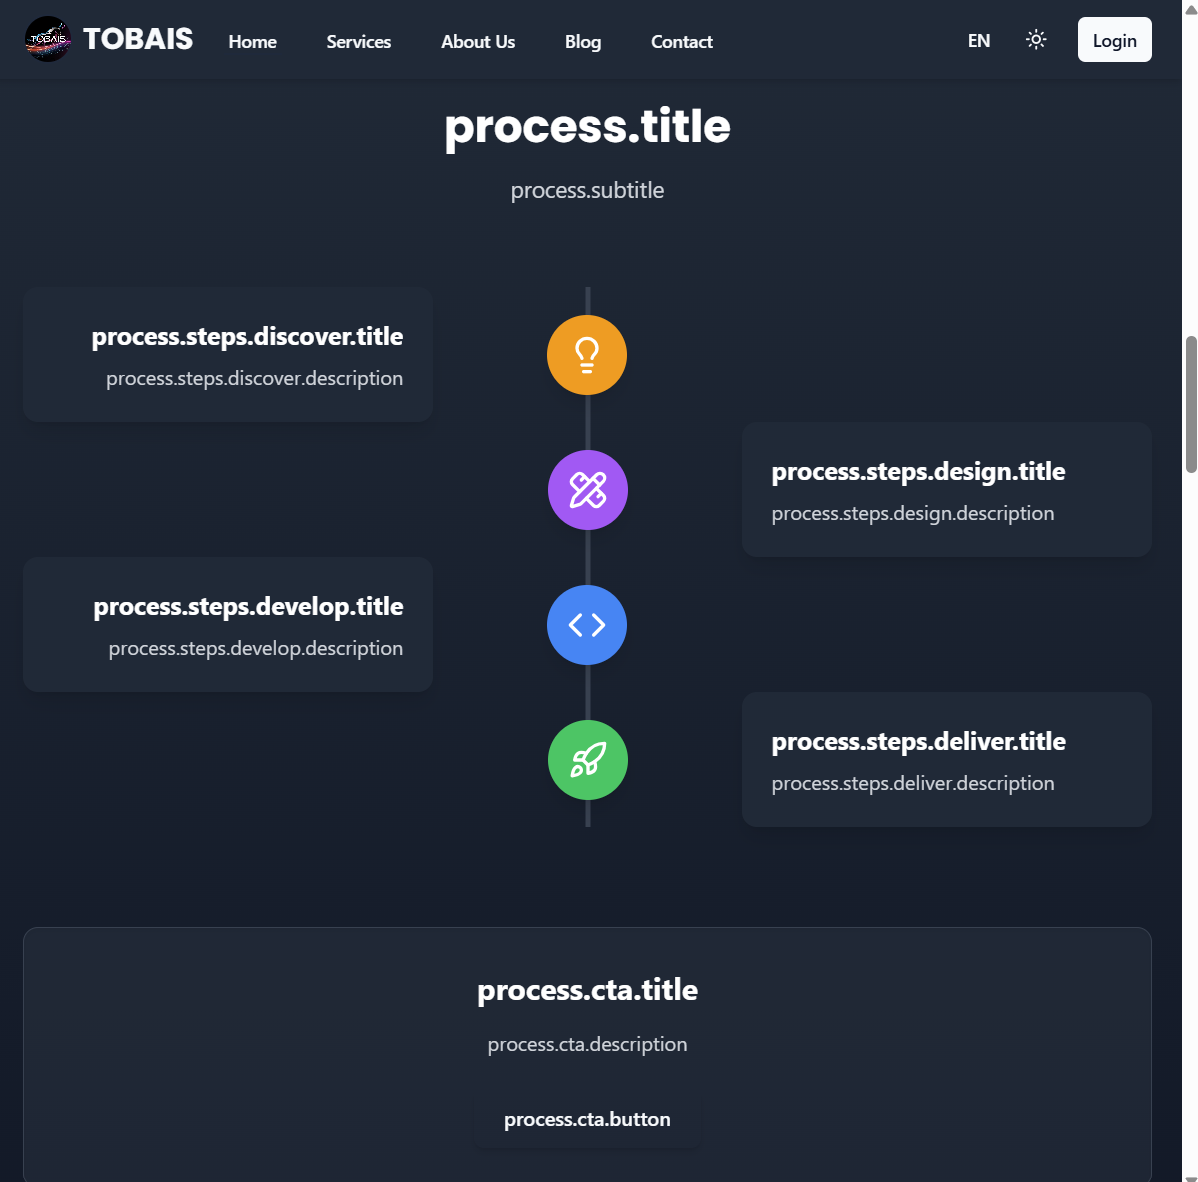 TOBAIS
TOBAIS
Home
Services
About Us
Blog
Contact
EN
Login
process.title
process.subtitle
process.steps.discover.title
process.steps.discover.description
process.steps.design.title
process.steps.design.description
process.steps.develop.title
process.steps.develop.description
process.steps.deliver.title
process.steps.deliver.description
process.cta.title
process.cta.description
process.cta.button